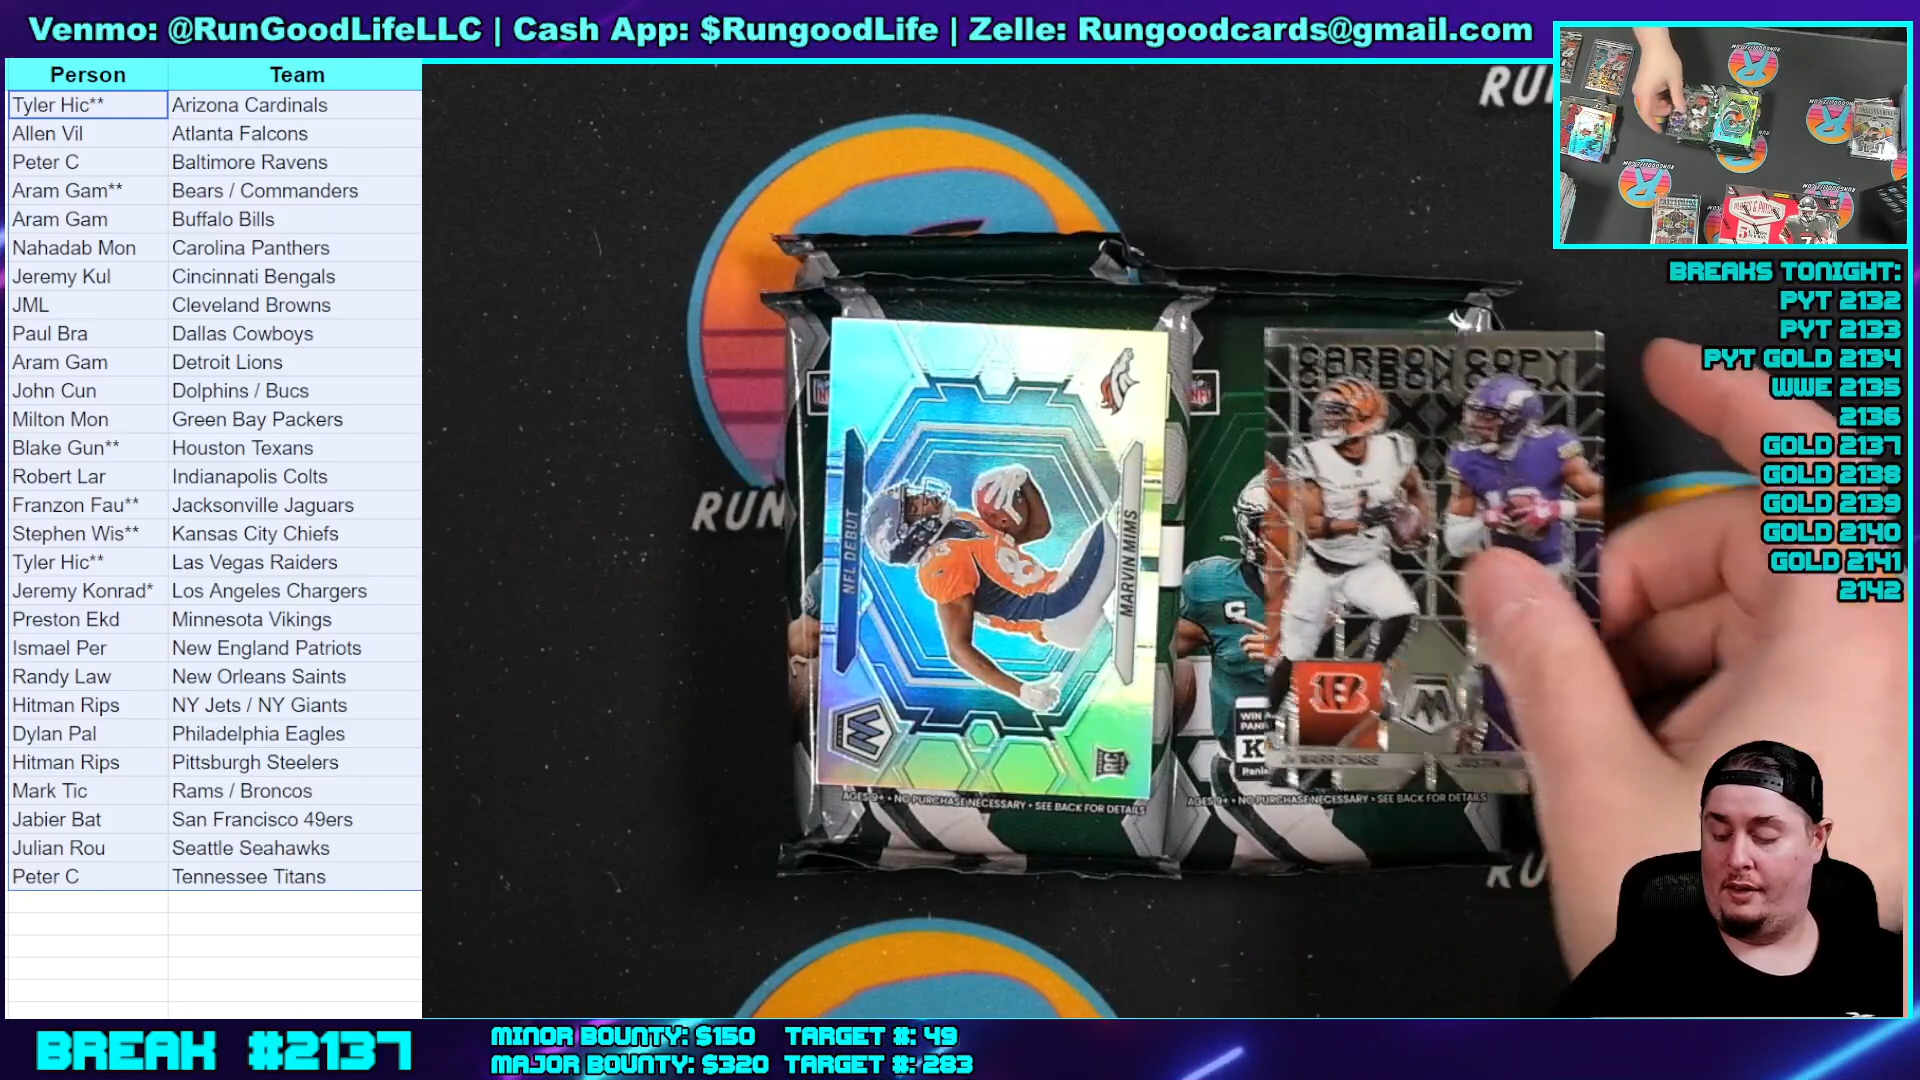 Venmo: @RunGoodLifeLLC | Cash App: $RungoodLife | Zelle: Rungoodcards@gmail.com
Person Team
Tyler Hic** Arizona Cardinals
Allen Vil Atlanta Falcons
Peter C Baltimore Ravens
Aram Gam** Bears / Commanders
Aram Gam Buffalo Bills
Nahadab Mon Carolina Panthers
Jeremy Kul Cincinnati Bengals
JML Cleveland Browns
Paul Bra Dallas Cowboys
Aram Gam Detroit Lions
John Cun Dolphins / Bucs
Milton Mon Green Bay Packers
Blake Gun** Houston Texans
Robert Lar Indianapolis Colts
Franzon Fau** Jacksonville Jaguars
Stephen Wis** Kansas City Chiefs
Tyler Hic** Las Vegas Raiders
Jeremy Konrad* Los Angeles Chargers
Preston Ekd Minnesota Vikings
Ismael Per New England Patriots
Randy Law New Orleans Saints
Hitman Rips NY Jets / NY Giants
Dylan Pal Philadelphia Eagles
Hitman Rips Pittsburgh Steelers
Mark Tic Rams / Broncos
Jabier Bat San Francisco 49ers
Julian Rou Seattle Seahawks
Peter C Tennessee Titans
RUN
NFL DEBUT
MARVIN MIMS
RC
AGES 9+ • NO PURCHASE NECESSARY • SEE BACK FOR DETAILS
CARBON COPY
JA'MARR CHASE JUSTIN
WIN
AGES 9+ • NO PURCHASE NECESSARY • SEE BACK FOR DETAILS
BREAKS TONIGHT:
PYT 2132
PYT 2133
PYT GOLD 2134
WWE 2135
2136
GOLD 2137
GOLD 2138
GOLD 2139
GOLD 2140
GOLD 2141
2142
BREAK #2137
MINOR BOUNTY: $150 TARGET #: 49
MAJOR BOUNTY: $320 TARGET #: 283